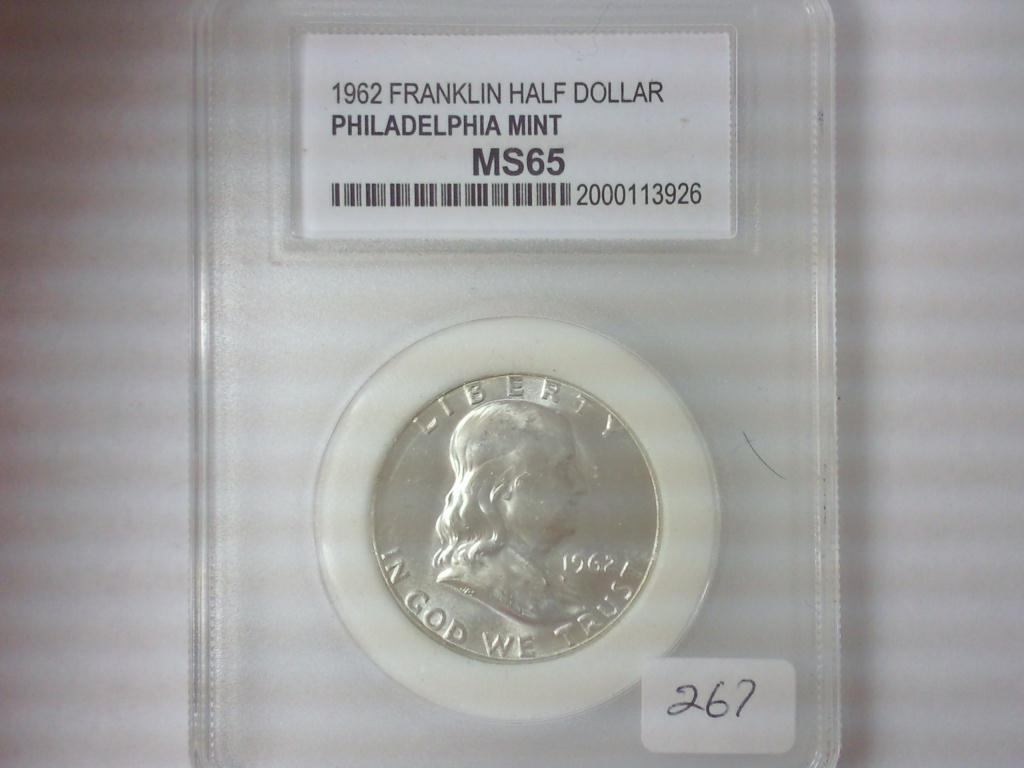 1962 FRANKLIN HALF DOLLAR
PHILADELPHIA MINT
MS65
2000113926
LIBERTY
1962
IN GOD WE TRUST
267